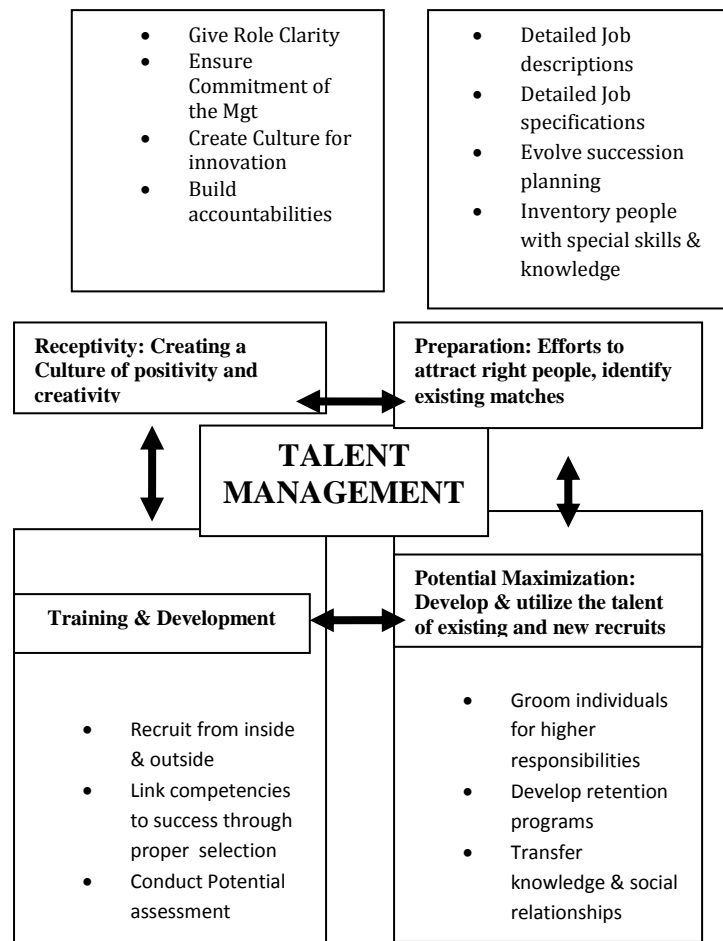 • Give Role Clarity
• Ensure
Commitment of
the Mgt
• Create Culture for
innovation
• Build
accountabilities
• Detailed Job
descriptions
• Detailed Job
specifications
• Evolve succession
planning
• Inventory people
with special skills &
knowledge
Receptivity: Creating a
Culture of positivity and
creativity
Preparation: Efforts to
attract right people, identify
existing matches
TALENT
MANAGEMENT
Training & Development
Potential Maximization:
Develop & utilize the talent
of existing and new recruits
• Recruit from inside
& outside
• Link competencies
to success through
proper selection
• Conduct Potential
assessment
• Groom individuals
for higher
responsibilities
• Develop retention
programs
• Transfer
knowledge & social
relationships